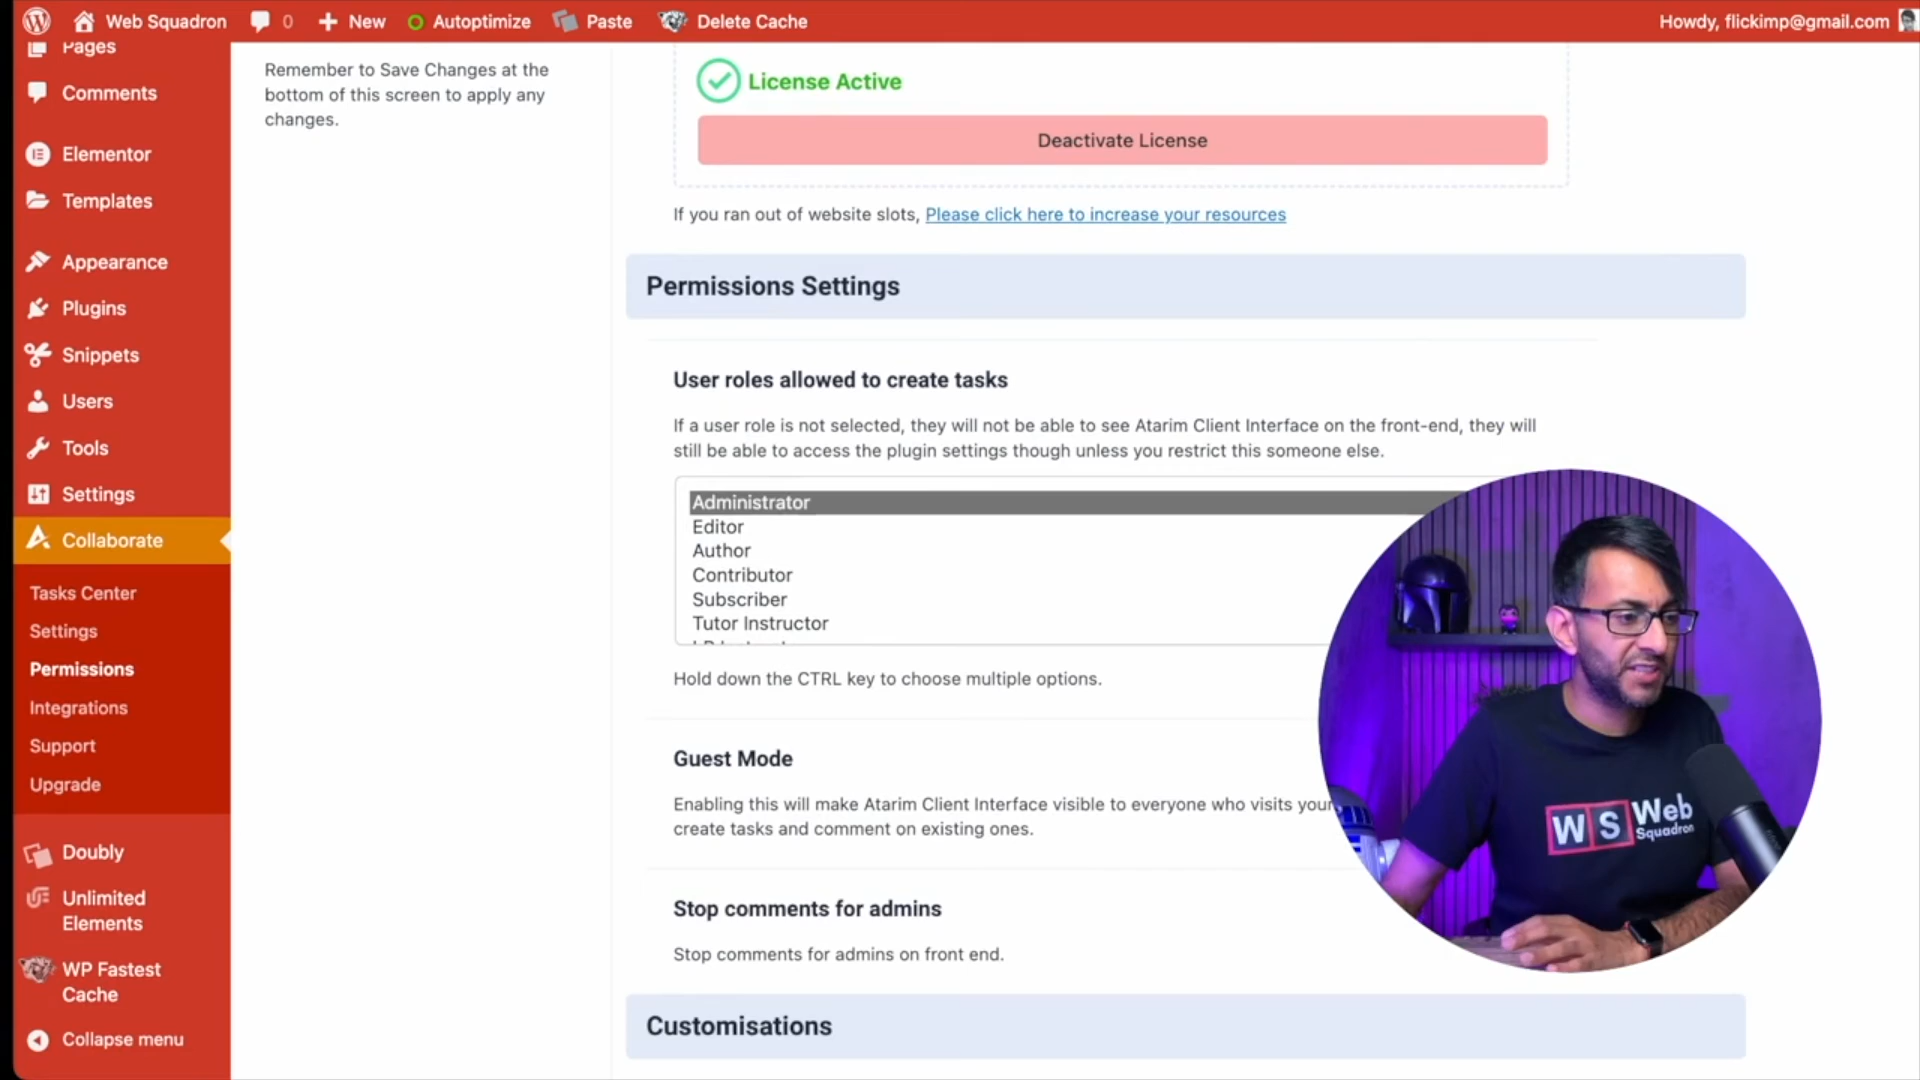 Web Squadron
0
New
Autoptimize
Paste
Delete Cache
Howdy, flickimp@gmail.com
Pages
Comments
Elementor
Templates
Appearance
Plugins
Snippets
Users
Tools
Settings
Collaborate
Tasks Center
Settings
Permissions
Integrations
Support
Upgrade
Doubly
Unlimited
Elements
WP Fastest
Cache
Collapse menu
Remember to Save Changes at the
bottom of this screen to apply any
changes.
License Active
Deactivate License
If you ran out of website slots, Please click here to increase your resources
Permissions Settings
User roles allowed to create tasks
If a user role is not selected, they will not be able to see Atarim Client Interface on the front-end, they will
still be able to access the plugin settings though unless you restrict this someone else.
Administrator
Editor
Author
Contributor
Subscriber
Tutor Instructor
Hold down the CTRL key to choose multiple options.
Guest Mode
Enabling this will make Atarim Client Interface visible to everyone who visits your
create tasks and comment on existing ones.
Stop comments for admins
Stop comments for admins on front end.
Customisations
WS Web
Squadron